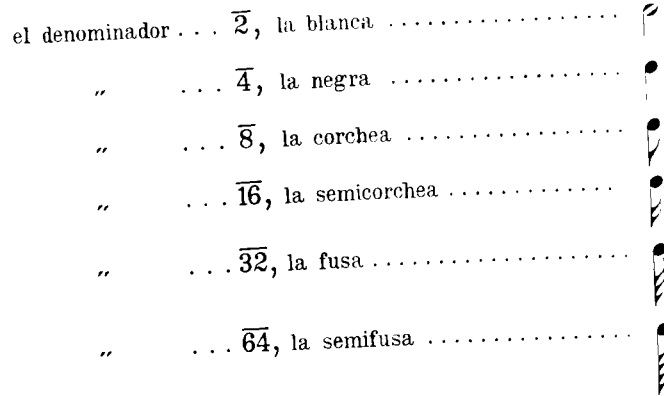 el denominador . . . 2, la blanca . . . . . . . . . . . . . . . . . .
„ . . . 4, la negra . . . . . . . . . . . . . . . . . .
„ . . . 8, la corchea . . . . . . . . . . . . . . . . .
„ . . . 16, la semicorchea . . . . . . . . . . . . . .
„ . . . 32, la fusa . . . . . . . . . . . . . . . . . . . .
„ . . . 64, la semifusa . . . . . . . . . . . . . . . .